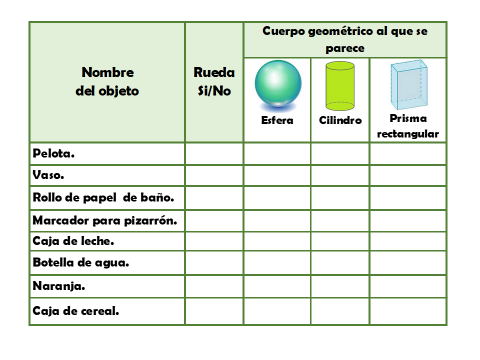 Cuerpo geométrico al que se
parece
Nombre
del objeto
Rueda
Si/No
Esfera
Cilindro
Prisma
rectangular
Pelota.
Vaso.
Rollo de papel de baño.
Marcador para pizarrón.
Caja de leche.
Botella de agua.
Naranja.
Caja de cereal.